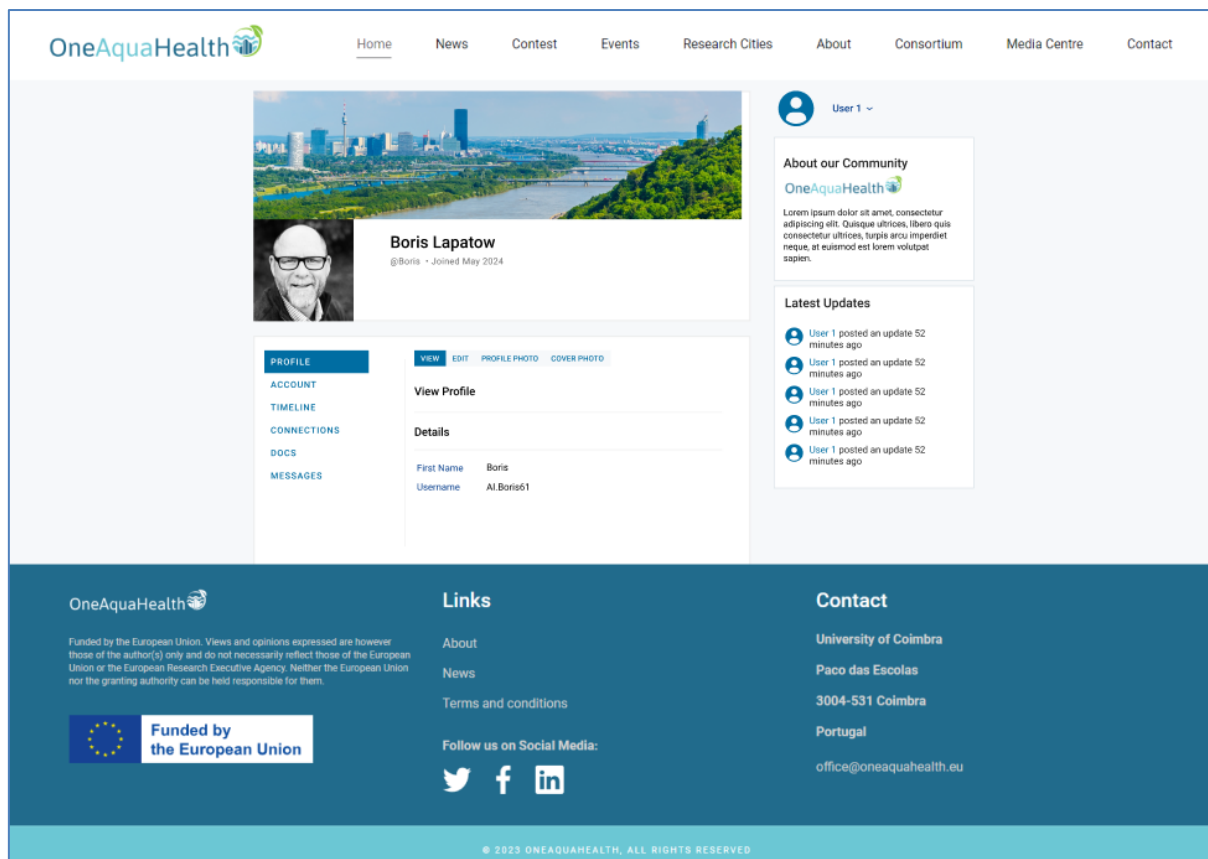 OneAquaHealth
Home News Contest Events Research Cities About Consortium Media Centre Contact
Boris Lapatow
@Boris • Joined May 2024
PROFILE
ACCOUNT
TIMELINE
CONNECTIONS
DOCS
MESSAGES
VIEW EDIT PROFILE PHOTO COVER PHOTO
View Profile
Details
First Name Boris
Username Al.Boris61
User 1
About our Community
OneAquaHealth
Lorem ipsum dolor sit amet, consectetur
adipiscing elit. Quisque ultrices, libero quis
consectetur ultrices, turpis arcu imperdiet
neque, at euismod est lorem volutpat
sapien.
Latest Updates
User 1 posted an update 52
minutes ago
User 1 posted an update 52
minutes ago
User 1 posted an update 52
minutes ago
User 1 posted an update 52
minutes ago
User 1 posted an update 52
minutes ago
OneAquaHealth
Funded by the European Union. Views and opinions expressed are however
those of the author(s) only and do not necessarily reflect those of the European
Union or the European Research Executive Agency. Neither the European Union
nor the granting authority can be held responsible for them.
Funded by
the European Union
Links
About
News
Terms and conditions
Follow us on Social Media:
Contact
University of Coimbra
Paco das Escolas
3004-531 Coimbra
Portugal
office@oneaquahealth.eu
© 2023 ONEAQUAHEALTH, ALL RIGHTS RESERVED